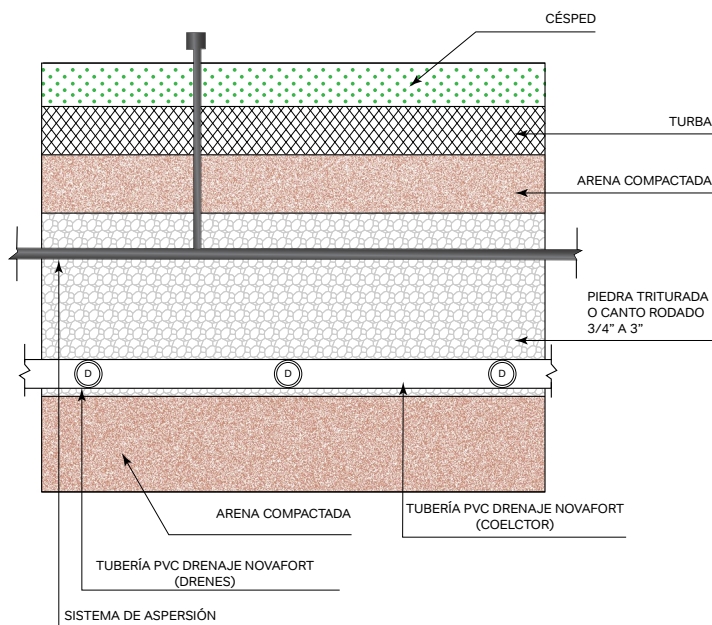 CÉSPED
TURBA
ARENA COMPACTADA
PIEDRA TRITURADA
O CANTO RODADO
3/4” A 3”
D
D
D
TUBERÍA PVC DRENAJE NOVAFORT
(COELCTOR)
ARENA COMPACTADA
TUBERÍA PVC DRENAJE NOVAFORT
(DRENES)
SISTEMA DE ASPERSIÓN